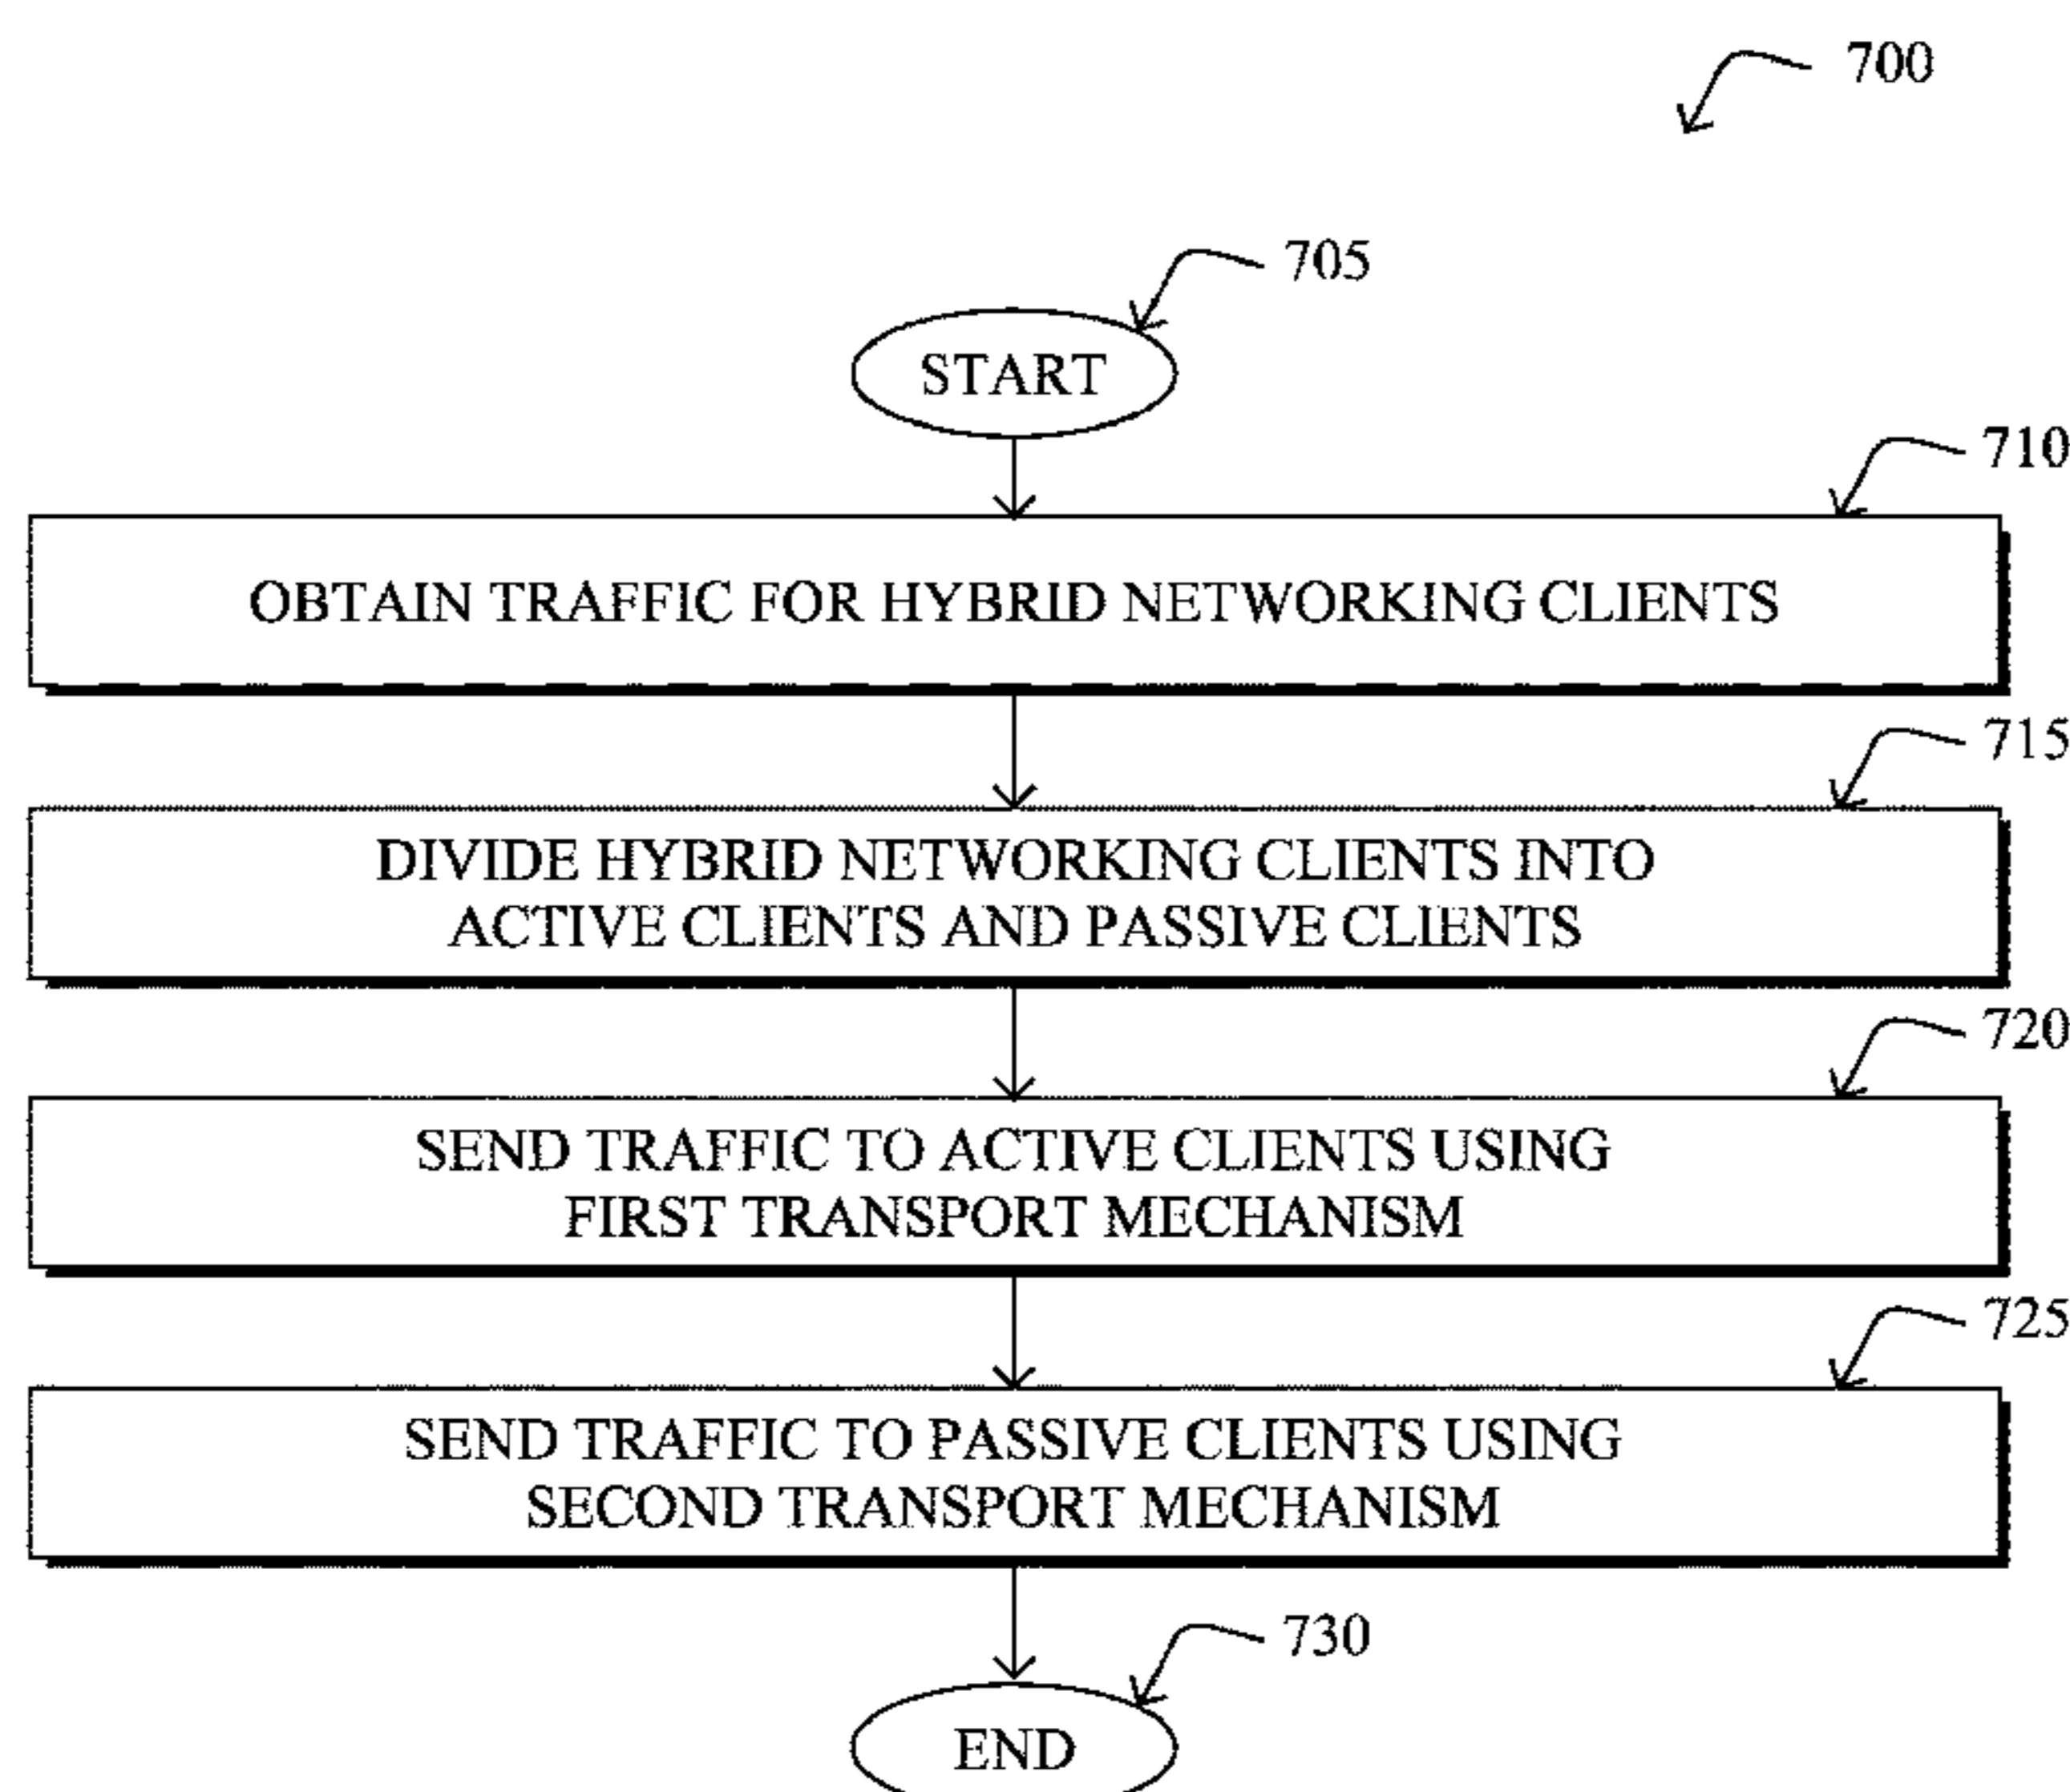 700
705
START
710
OBTAIN TRAFFIC FOR HYBRID NETWORKING CLIENTS
715
DIVIDE HYBRID NETWORKING CLIENTS INTO
ACTIVE CLIENTS AND PASSIVE CLIENTS
720
SEND TRAFFIC TO ACTIVE CLIENTS USING
FIRST TRANSPORT MECHANISM
725
SEND TRAFFIC TO PASSIVE CLIENTS USING
SECOND TRANSPORT MECHANISM
730
END